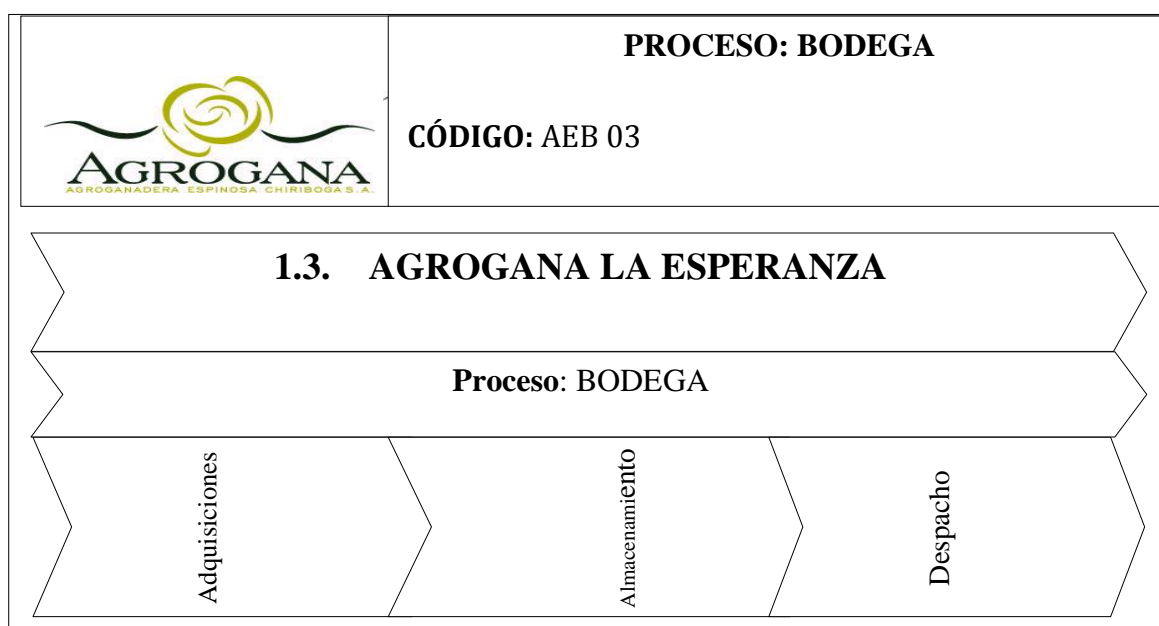 PROCESO: BODEGA
CÓDIGO: AEB 03
AGROGANA
AGROGANADERA ESPINOSA CHIRIBOGA S.A.
1.3. AGROGANA LA ESPERANZA
Proceso: BODEGA
Adquisiciones
Almacenamiento
Despacho